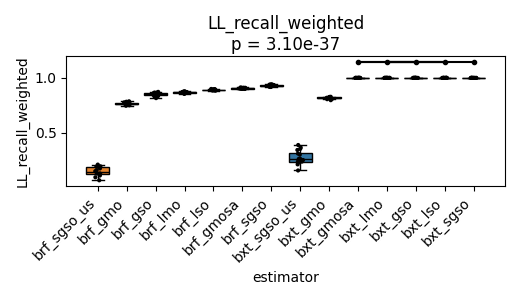 LL_recall_weighted
p = 3.10e-37
LL_recall_weighted
1.0
0.5
brf_sgso_us
brf_gmo
brf_gso
brf_lmo
brf_lso
brf_gmosa
brf_sgso
bxt_sgso_us
bxt_gmo
bxt_gmosa
bxt_lmo
bxt_gso
bxt_lso
bxt_sgso
estimator